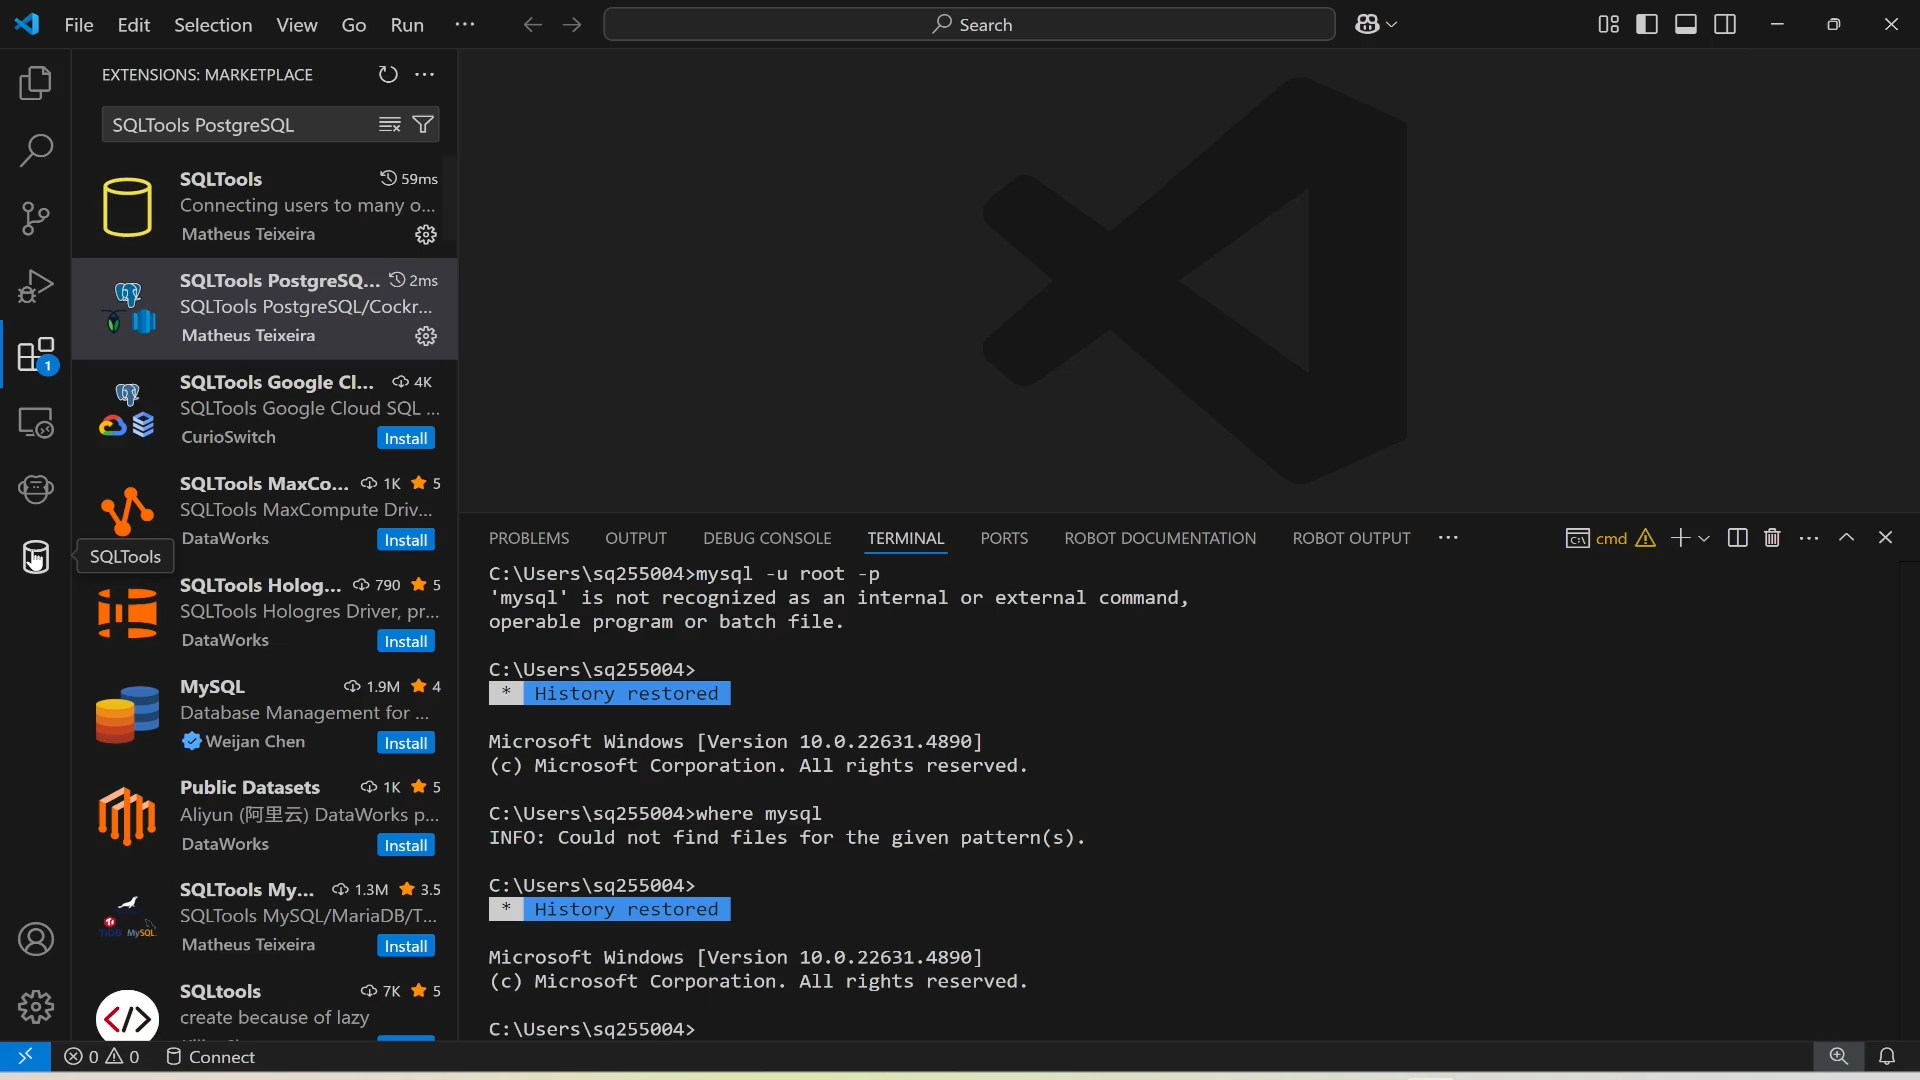 File Edit Selection View Go Run ···
Search
EXTENSIONS: MARKETPLACE
SQLTools PostgreSQL
SQLTools 59ms
Connecting users to many o...
Matheus Teixeira
SQLTools PostgreSQ... 2ms
SQLTools PostgreSQL/Cockr...
Matheus Teixeira
SQLTools Google Cl... 4K
SQLTools Google Cloud SQL ...
CurioSwitch Install
SQLTools MaxCo... 1K 5
SQLTools MaxCompute Driv...
DataWorks Install
SQLTools
SQLTools Holog... 790 5
SQLTools Hologres Driver, pr...
DataWorks Install
MySQL 1.9M 4
Database Management for ...
Weijan Chen Install
Public Datasets 1K 5
Aliyun (阿里云) DataWorks p...
DataWorks Install
SQLTools My... 1.3M 3.5
SQLTools MySQL/MariaDB/T...
Matheus Teixeira Install
TiDB MySQL
SQLtools 7K 5
create because of lazy
1
PROBLEMS OUTPUT DEBUG CONSOLE TERMINAL PORTS ROBOT DOCUMENTATION ROBOT OUTPUT ··· cmd
C:\Users\sq255004>mysql -u root -p
'mysql' is not recognized as an internal or external command,
operable program or batch file.
C:\Users\sq255004>
* History restored
Microsoft Windows [Version 10.0.22631.4890]
(c) Microsoft Corporation. All rights reserved.
C:\Users\sq255004>where mysql
INFO: Could not find files for the given pattern(s).
C:\Users\sq255004>
* History restored
Microsoft Windows [Version 10.0.22631.4890]
(c) Microsoft Corporation. All rights reserved.
C:\Users\sq255004>
0 0 Connect